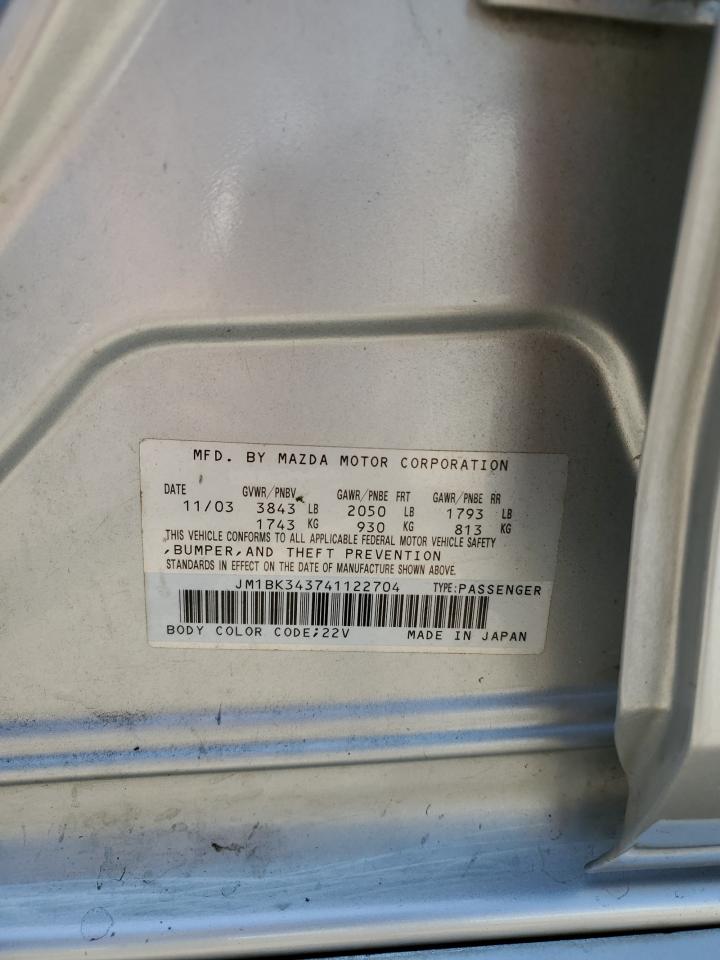 MFD. BY MAZDA MOTOR CORPORATION
DATE GVWR/PNBV GAWR/PNBE FRT GAWR/PNBE RR
11/03 3843 LB 2050 LB 1793 LB
1743 KG 930 KG 813 KG
THIS VEHICLE CONFORMS TO ALL APPLICABLE FEDERAL MOTOR VEHICLE SAFETY
,BUMPER,AND THEFT PREVENTION
STANDARDS IN EFFECT ON THE DATE OF MANUFACTURE SHOWN ABOVE.
JM1BK343741122704 TYPE:PASSENGER
BODY COLOR CODE;22V MADE IN JAPAN